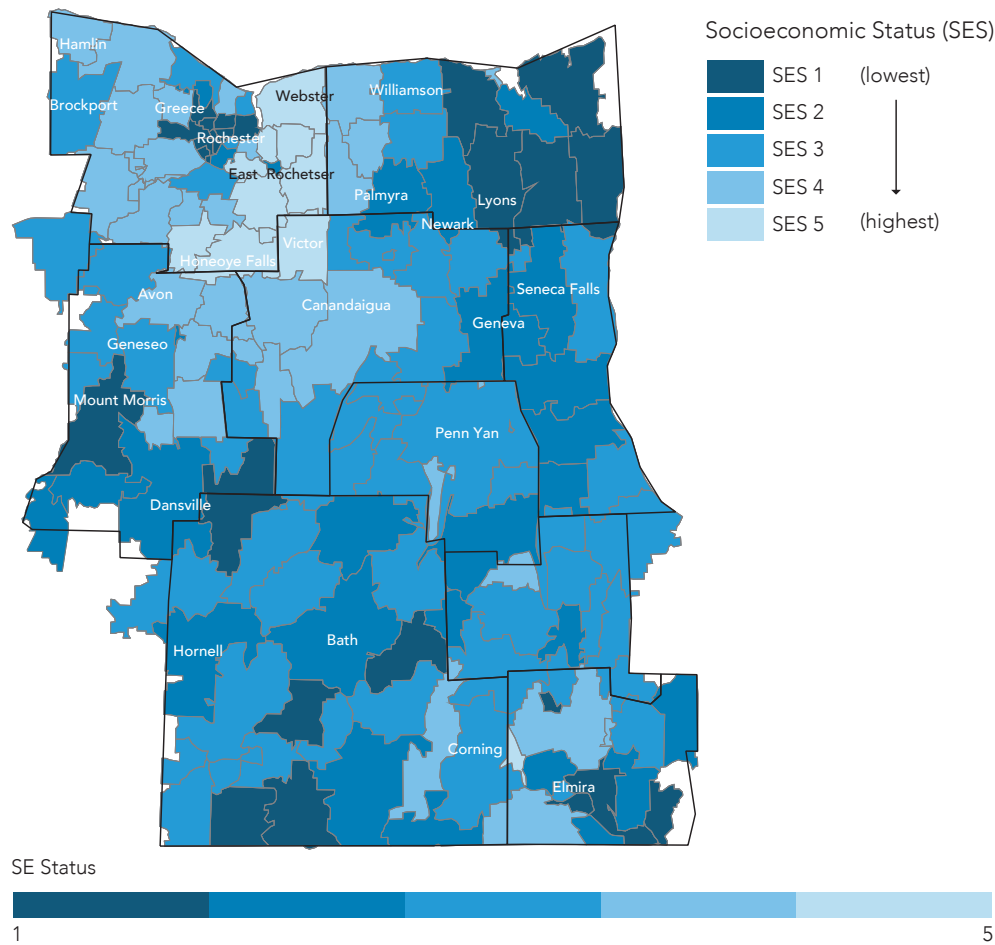 Socioeconomic Status (SES)
SES 1 (lowest)
SES 2
SES 3
SES 4
SES 5 (highest)
Hamlin
Brockport
Greece
Webster
Williamson
Rochester
East Rochetser
Palmyra
Lyons
Newark
Victor
Honeoye Falls
Avon
Canandaigua
Seneca Falls
Geneva
Geneseo
Mount Morris
Penn Yan
Dansville
Hornell
Bath
Corning
Elmira
SE Status
1 5